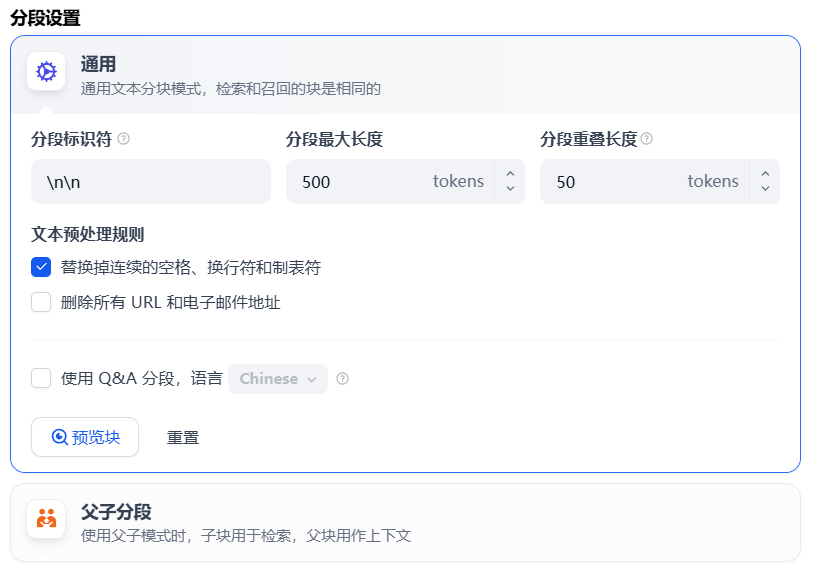 分段设置
通用
通用文本分块模式，检索和召回的块是相同的
分段标识符 分段最大长度 分段重叠长度
\n\n 500 tokens 50 tokens
文本预处理规则
替换掉连续的空格、换行符和制表符
删除所有 URL 和电子邮件地址
使用 Q&A 分段，语言 Chinese
预览块 重置
父子分段
使用父子模式时，子块用于检索，父块用作上下文